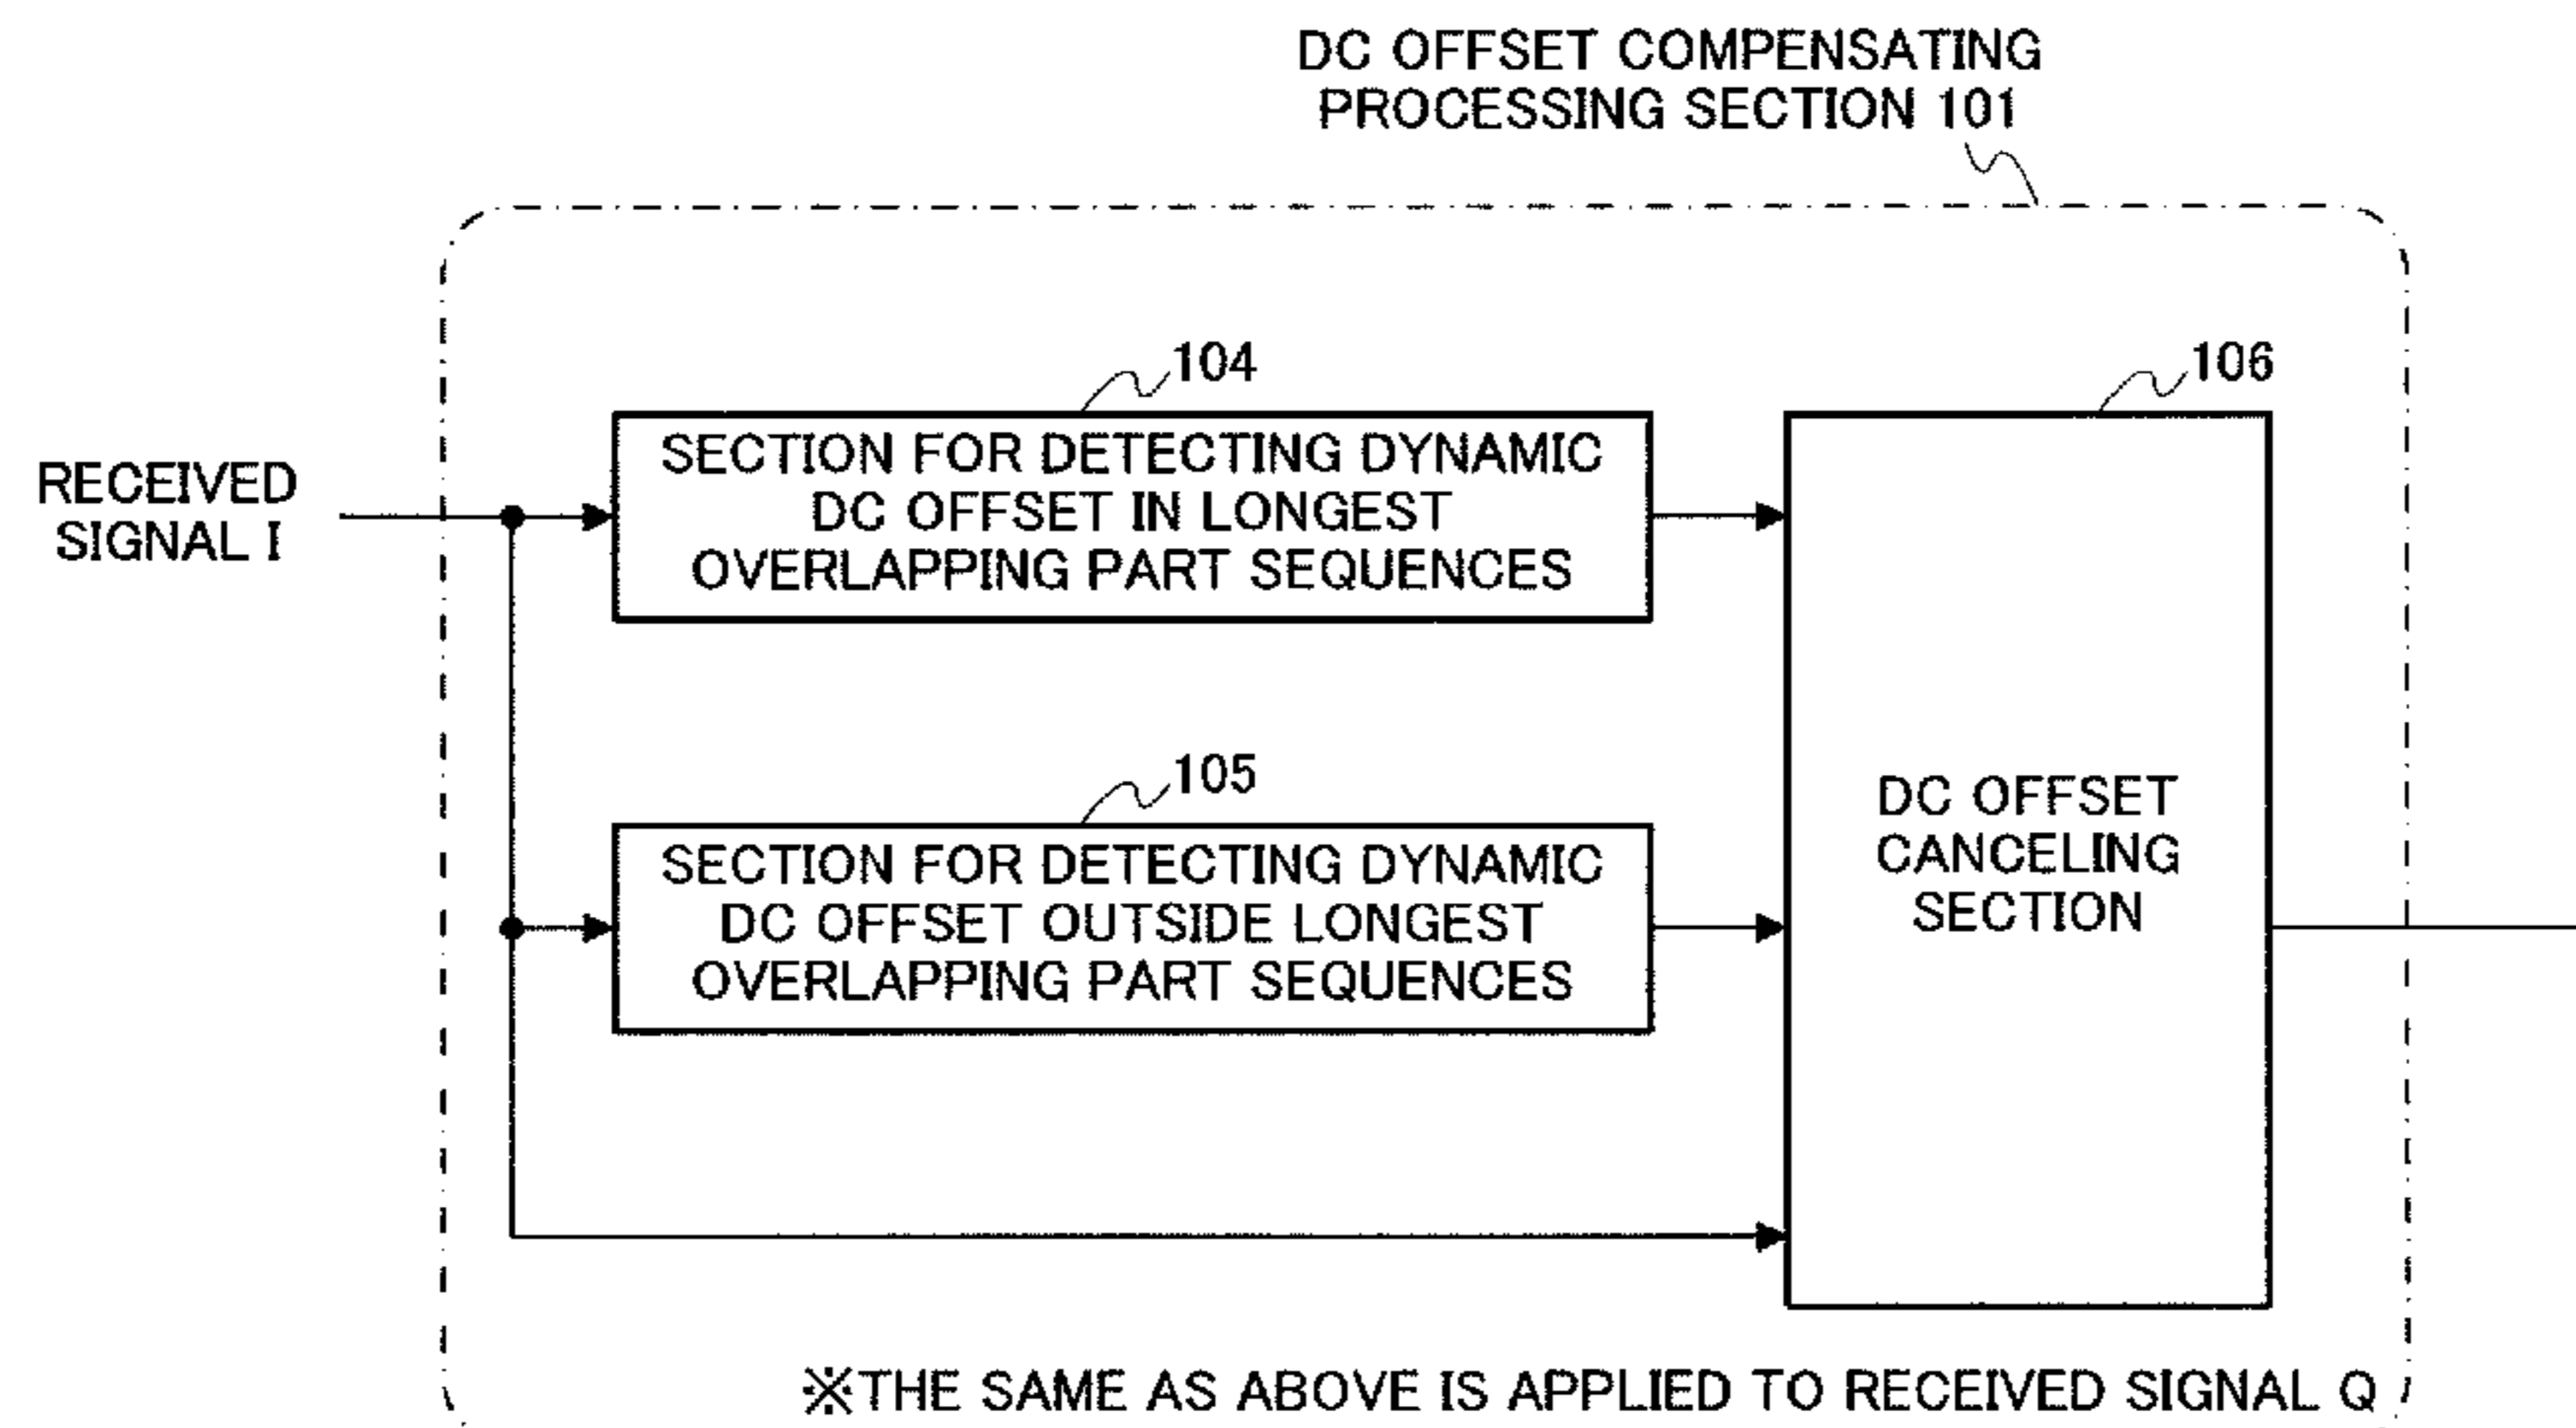 DC OFFSET COMPENSATING
PROCESSING SECTION 101
104
106
RECEIVED
SIGNAL I
SECTION FOR DETECTING DYNAMIC
DC OFFSET IN LONGEST
OVERLAPPING PART SEQUENCES
105
SECTION FOR DETECTING DYNAMIC
DC OFFSET OUTSIDE LONGEST
OVERLAPPING PART SEQUENCES
DC OFFSET
CANCELING
SECTION
※THE SAME AS ABOVE IS APPLIED TO RECEIVED SIGNAL Q